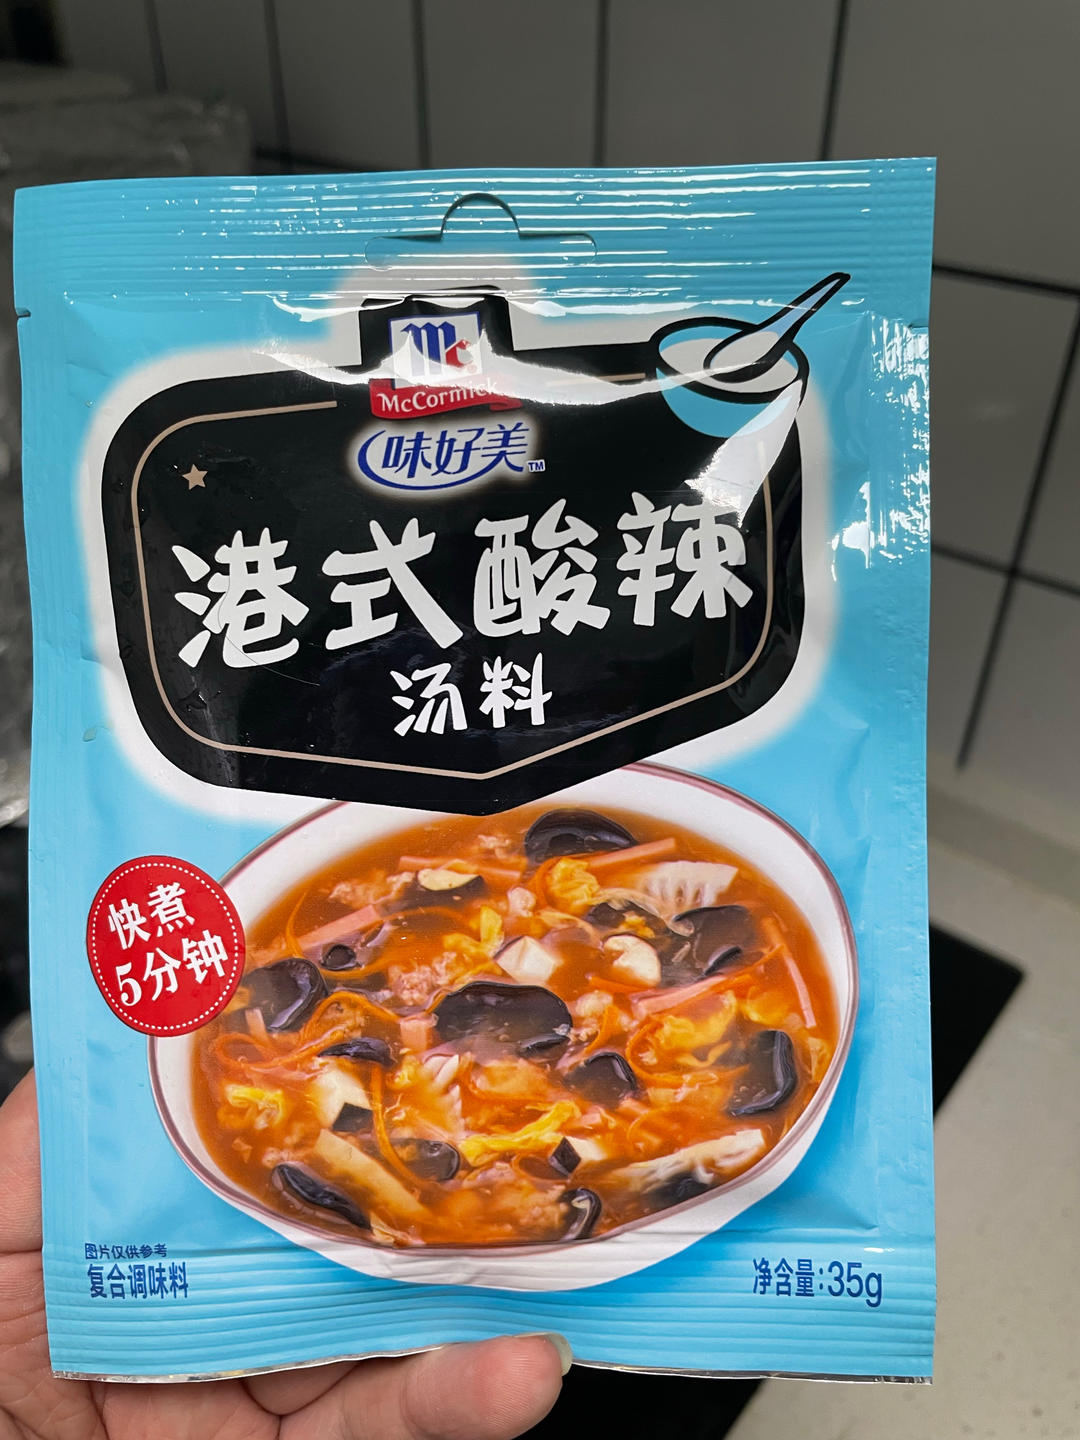 Mc
McCormick
味好美™
港式酸辣
汤料
快煮
5分钟
图片仅供参考
复合调味料
净含量:35g